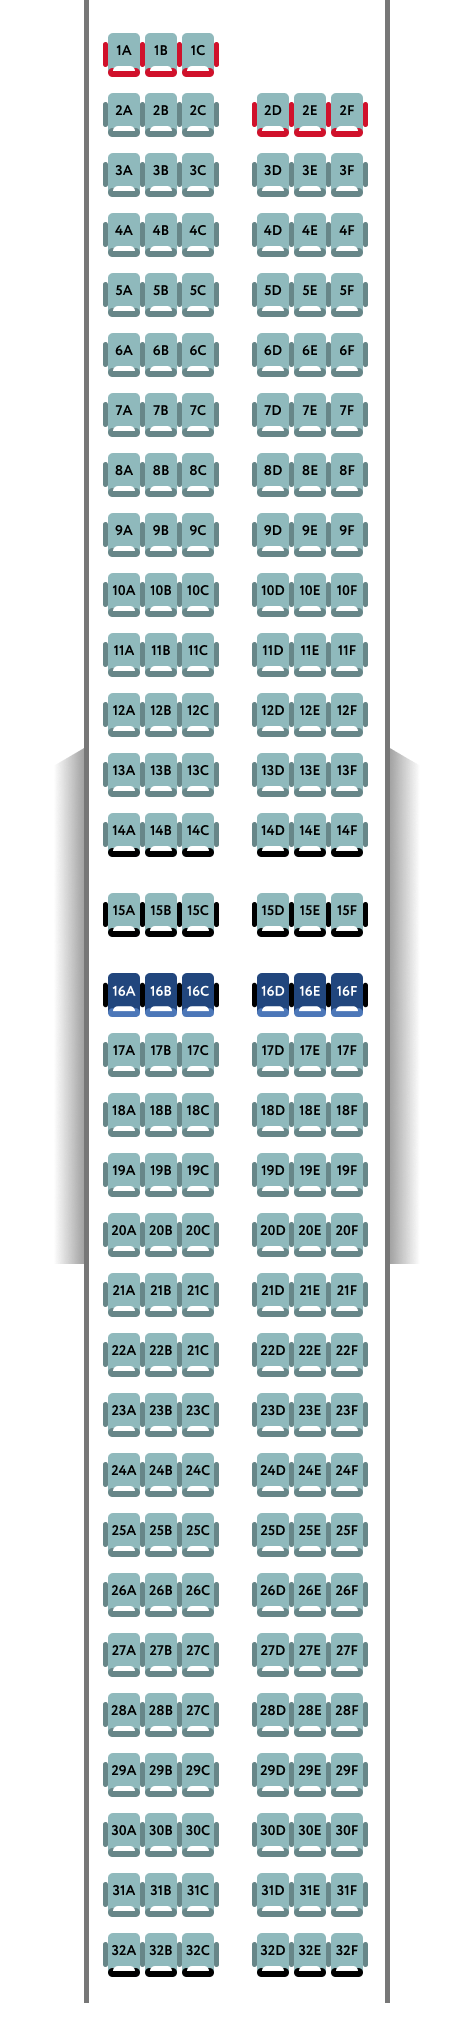 1A 1B 1C
2A 2B 2C 2D 2E 2F
3A 3B 3C 3D 3E 3F
4A 4B 4C 4D 4E 4F
5A 5B 5C 5D 5E 5F
6A 6B 6C 6D 6E 6F
7A 7B 7C 7D 7E 7F
8A 8B 8C 8D 8E 8F
9A 9B 9C 9D 9E 9F
10A 10B 10C 10D 10E 10F
11A 11B 11C 11D 11E 11F
12A 12B 12C 12D 12E 12F
13A 13B 13C 13D 13E 13F
14A 14B 14C 14D 14E 14F
15A 15B 15C 15D 15E 15F
16A 16B 16C 16D 16E 16F
17A 17B 17C 17D 17E 17F
18A 18B 18C 18D 18E 18F
19A 19B 19C 19D 19E 19F
20A 20B 20C 20D 20E 20F
21A 21B 21C 21D 21E 21F
22A 22B 21C 22D 22E 22F
23A 23B 23C 23D 23E 23F
24A 24B 24C 24D 24E 24F
25A 25B 25C 25D 25E 25F
26A 26B 26C 26D 26E 26F
27A 27B 27C 27D 27E 27F
28A 28B 27C 28D 28E 28F
29A 29B 29C 29D 29E 29F
30A 30B 30C 30D 30E 30F
31A 31B 31C 31D 31E 31F
32A 32B 32C 32D 32E 32F